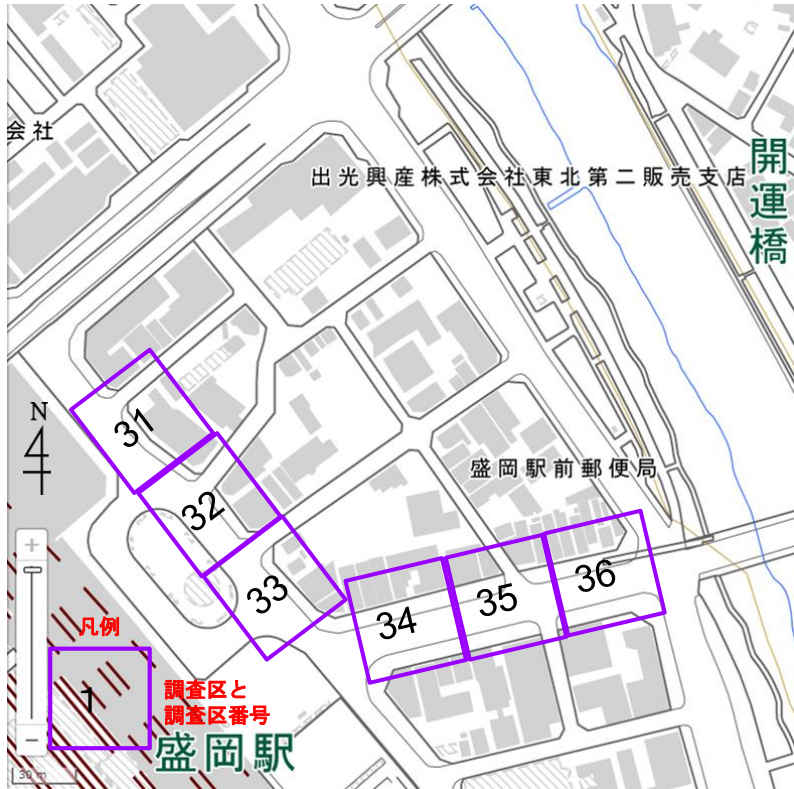 会社
出光興産株式会社東北第二販売支店
開運橋
31
N
盛岡駅前郵便局
32
33
34
35
36
+
凡例
1
調査区と
調査区番号
−
盛岡駅
30 m